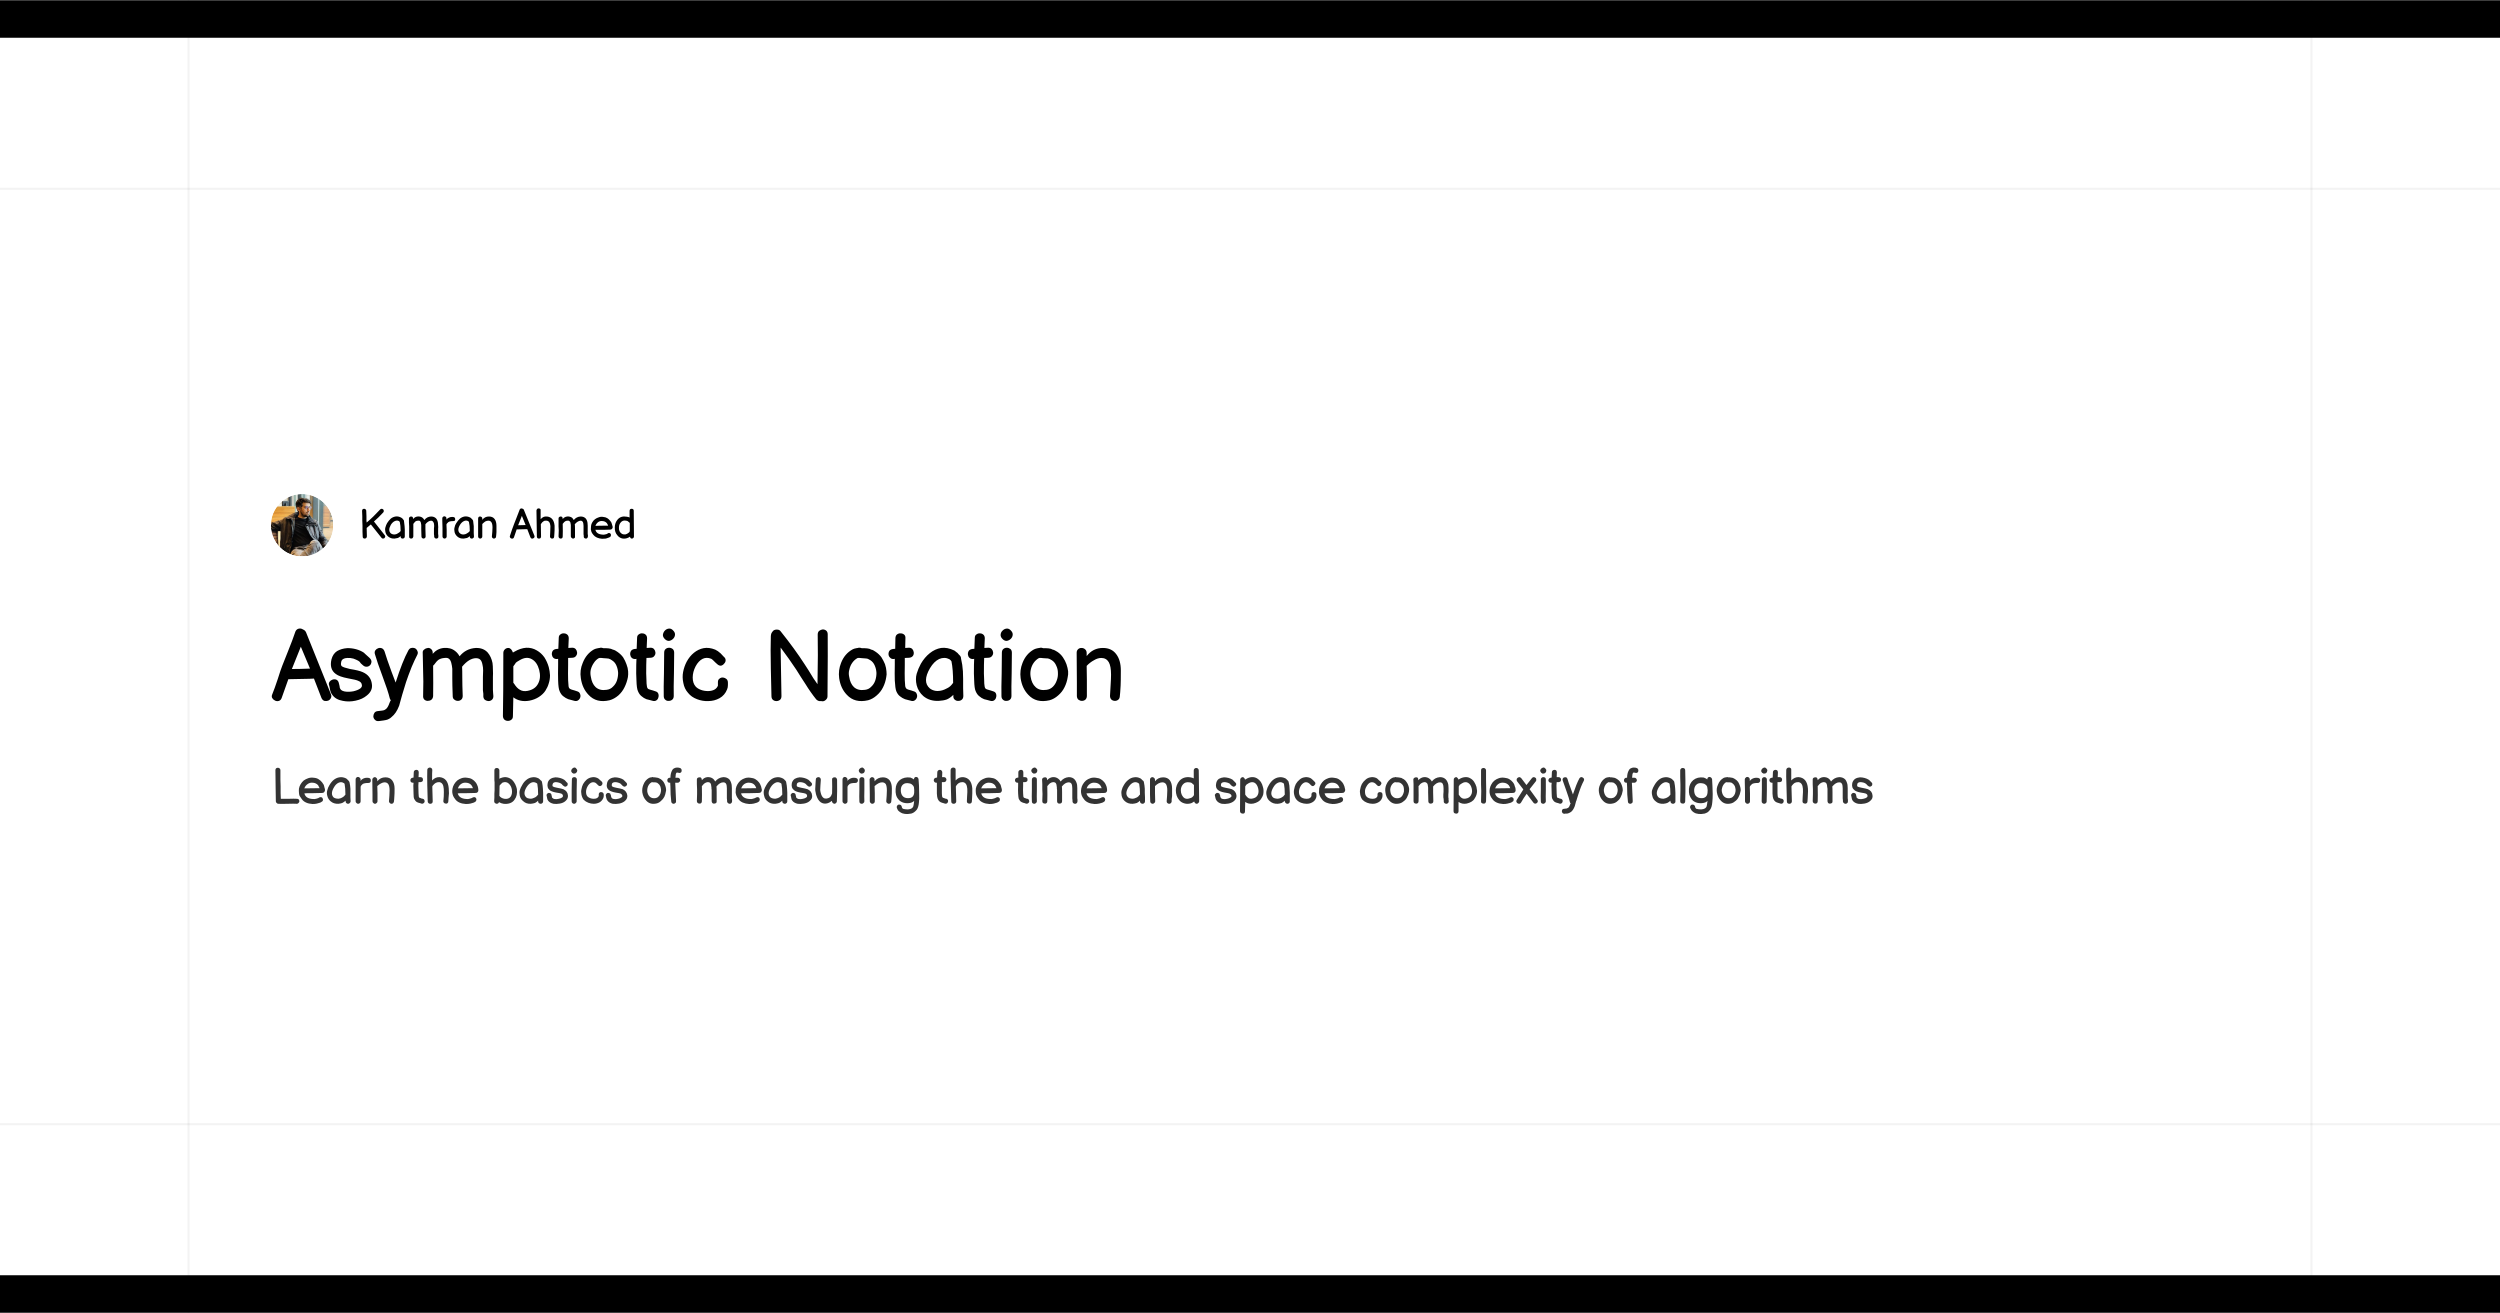 Kamran Ahmed
Asymptotic Notation
Learn the basics of measuring the time and space complexity of algorithms